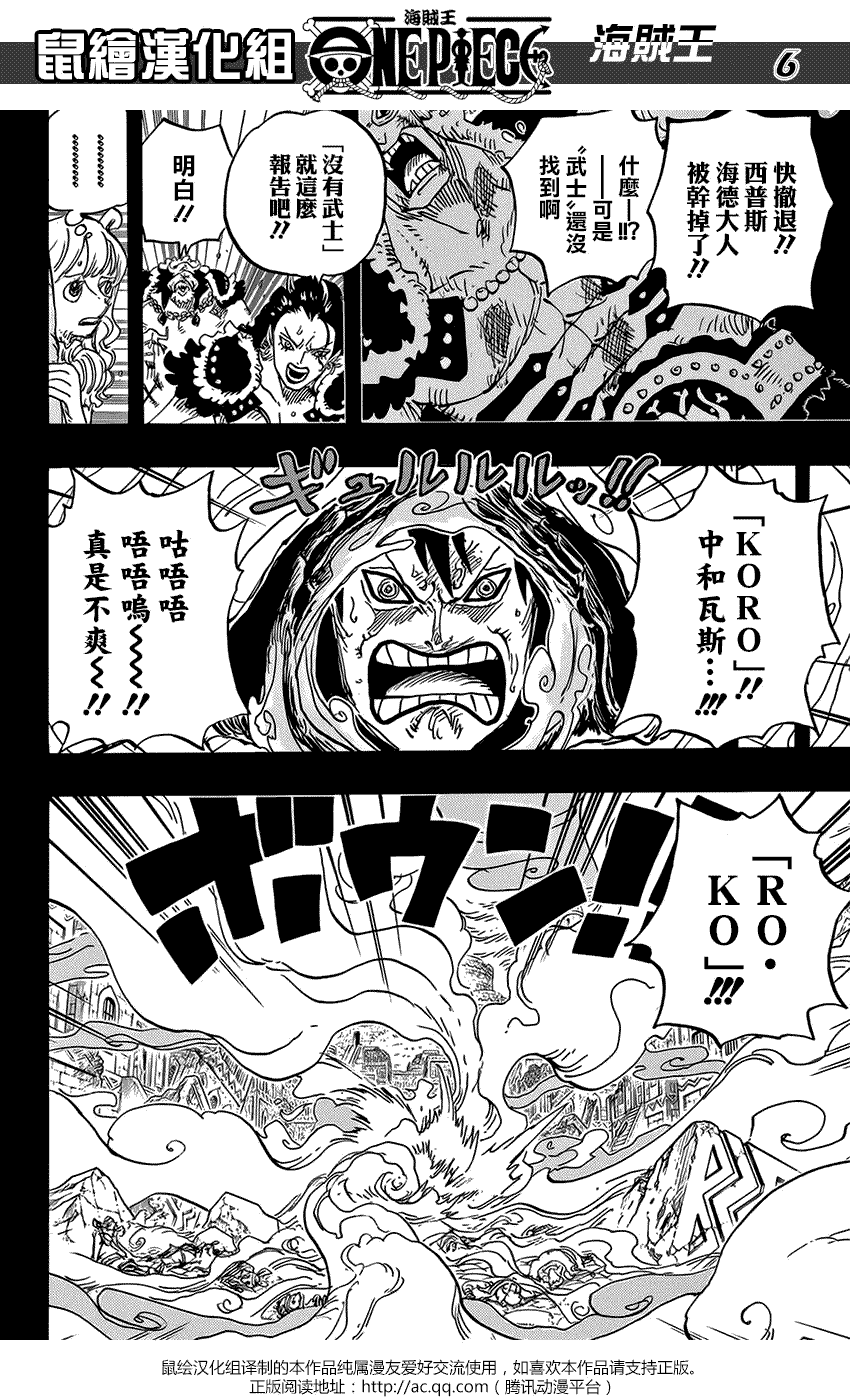 鼠繪漢化組
海賊王
ONE PIECE
海賊王
6
快撤退!!
西普斯
海德大人
被幹掉了!!
什麼—!!?
——可是
〝武士〟還沒
找到啊
「沒有武士」
就這麼
報告吧!!
明白!!
………
………
ギュルルルルッ!!
「KORO」!!
中和瓦斯…!!!
咕唔唔
唔唔嗚~~~!!
真是不爽~!!
「RO・
KO」!!!
ボウン!!
鼠绘汉化组译制的本作品纯属漫友爱好交流使用，如喜欢本作品请支持正版。
正版阅读地址：http://ac.qq.com（腾讯动漫平台）